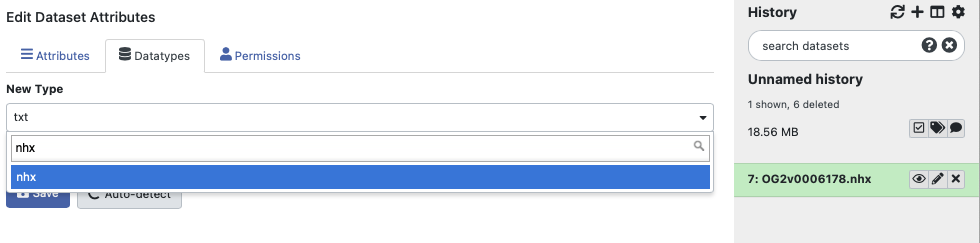 Edit Dataset Attributes
Attributes
Datatypes
Permissions
New Type
txt
nhx
nhx
Save
Auto-detect
History
search datasets
Unnamed history
1 shown, 6 deleted
18.56 MB
7: OG2v0006178.nhx